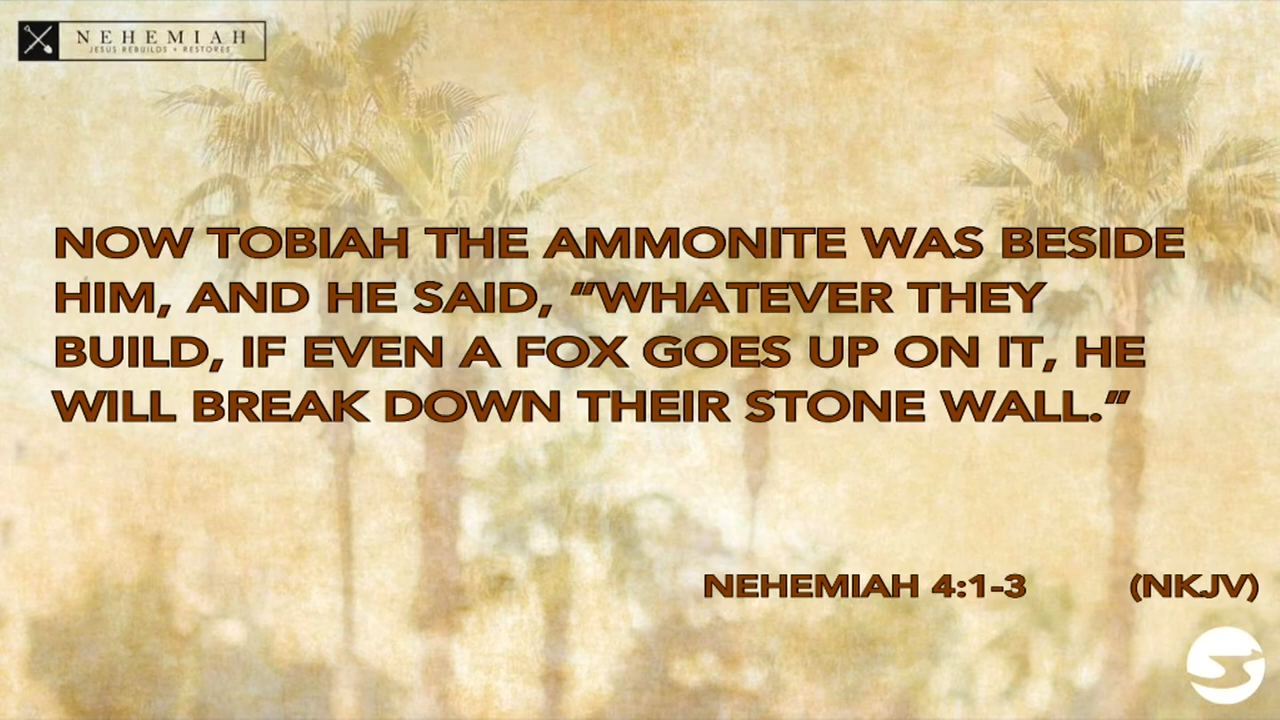 NEHEMIAH
JESUS REBUILDS + RESTORES
NOW TOBIAH THE AMMONITE WAS BESIDE
HIM, AND HE SAID, “WHATEVER THEY
BUILD, IF EVEN A FOX GOES UP ON IT, HE
WILL BREAK DOWN THEIR STONE WALL.”
NEHEMIAH 4:1-3 (NKJV)